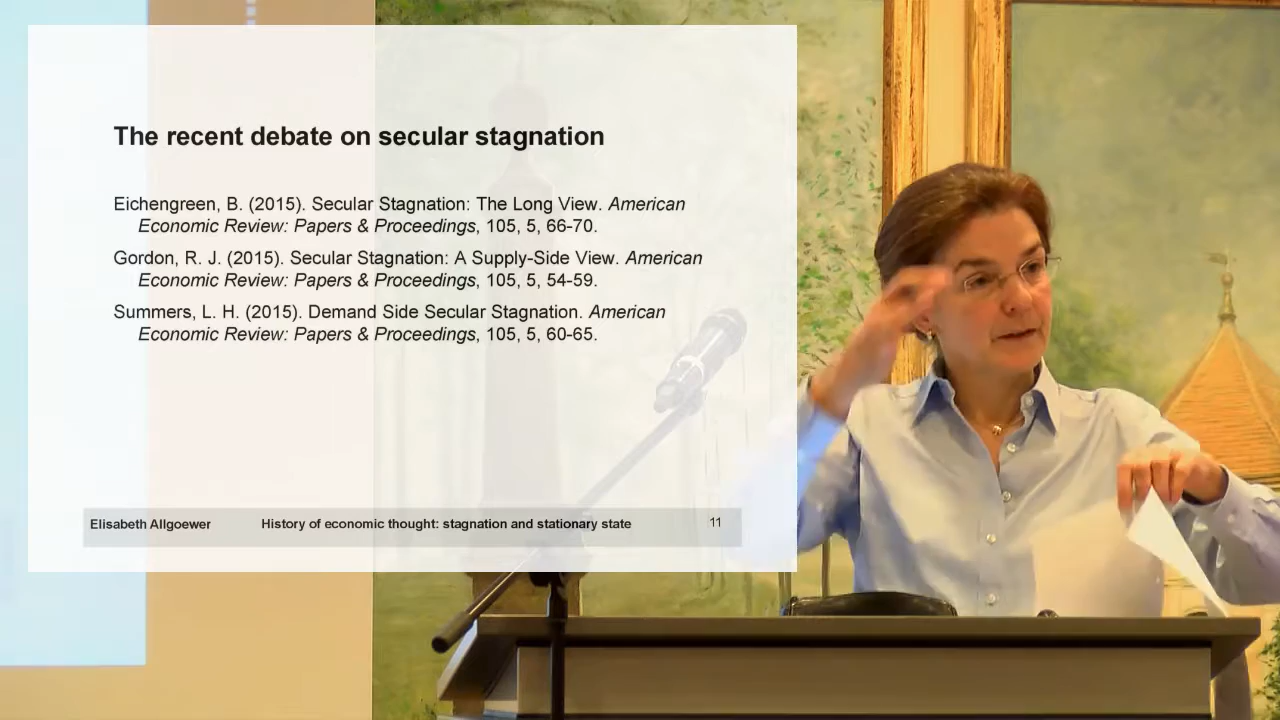 The recent debate on secular stagnation
Eichengreen, B. (2015). Secular Stagnation: The Long View. American
Economic Review: Papers & Proceedings, 105, 5, 66-70.
Gordon, R. J. (2015). Secular Stagnation: A Supply-Side View. American
Economic Review: Papers & Proceedings, 105, 5, 54-59.
Summers, L. H. (2015). Demand Side Secular Stagnation. American
Economic Review: Papers & Proceedings, 105, 5, 60-65.
Elisabeth Allgoewer History of economic thought: stagnation and stationary state 11